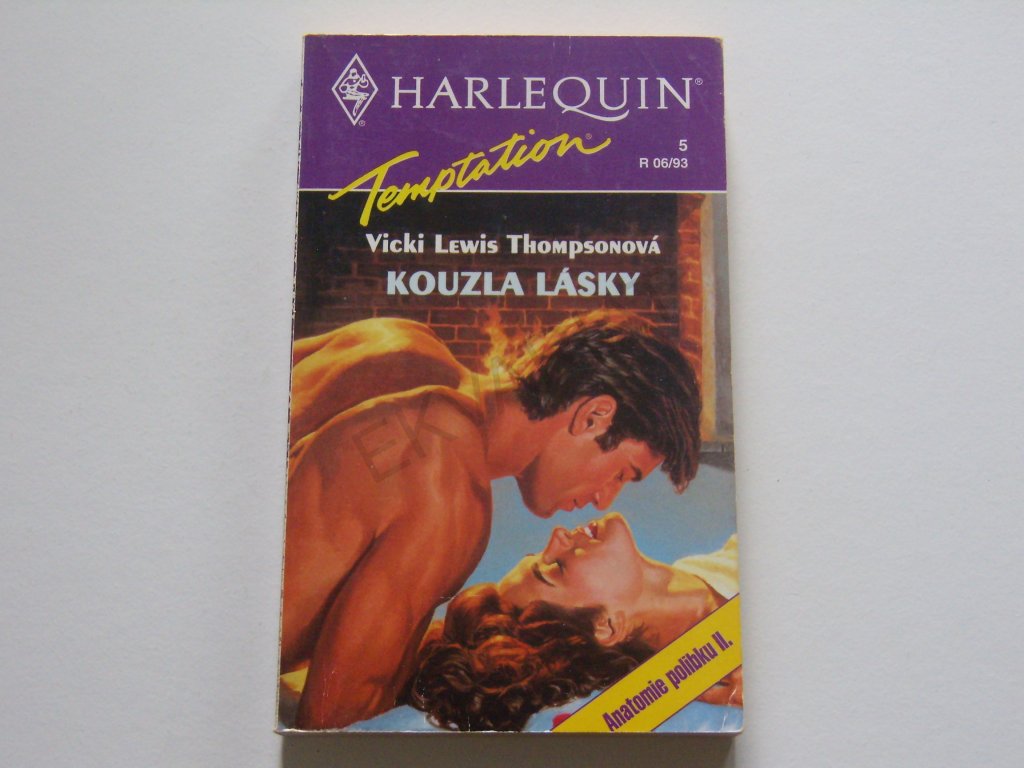 HARLEQUIN®
Temptation®
5
R 06/93
Vicki Lewis Thompsonová
KOUZLA LÁSKY
Anatomie polibku II.